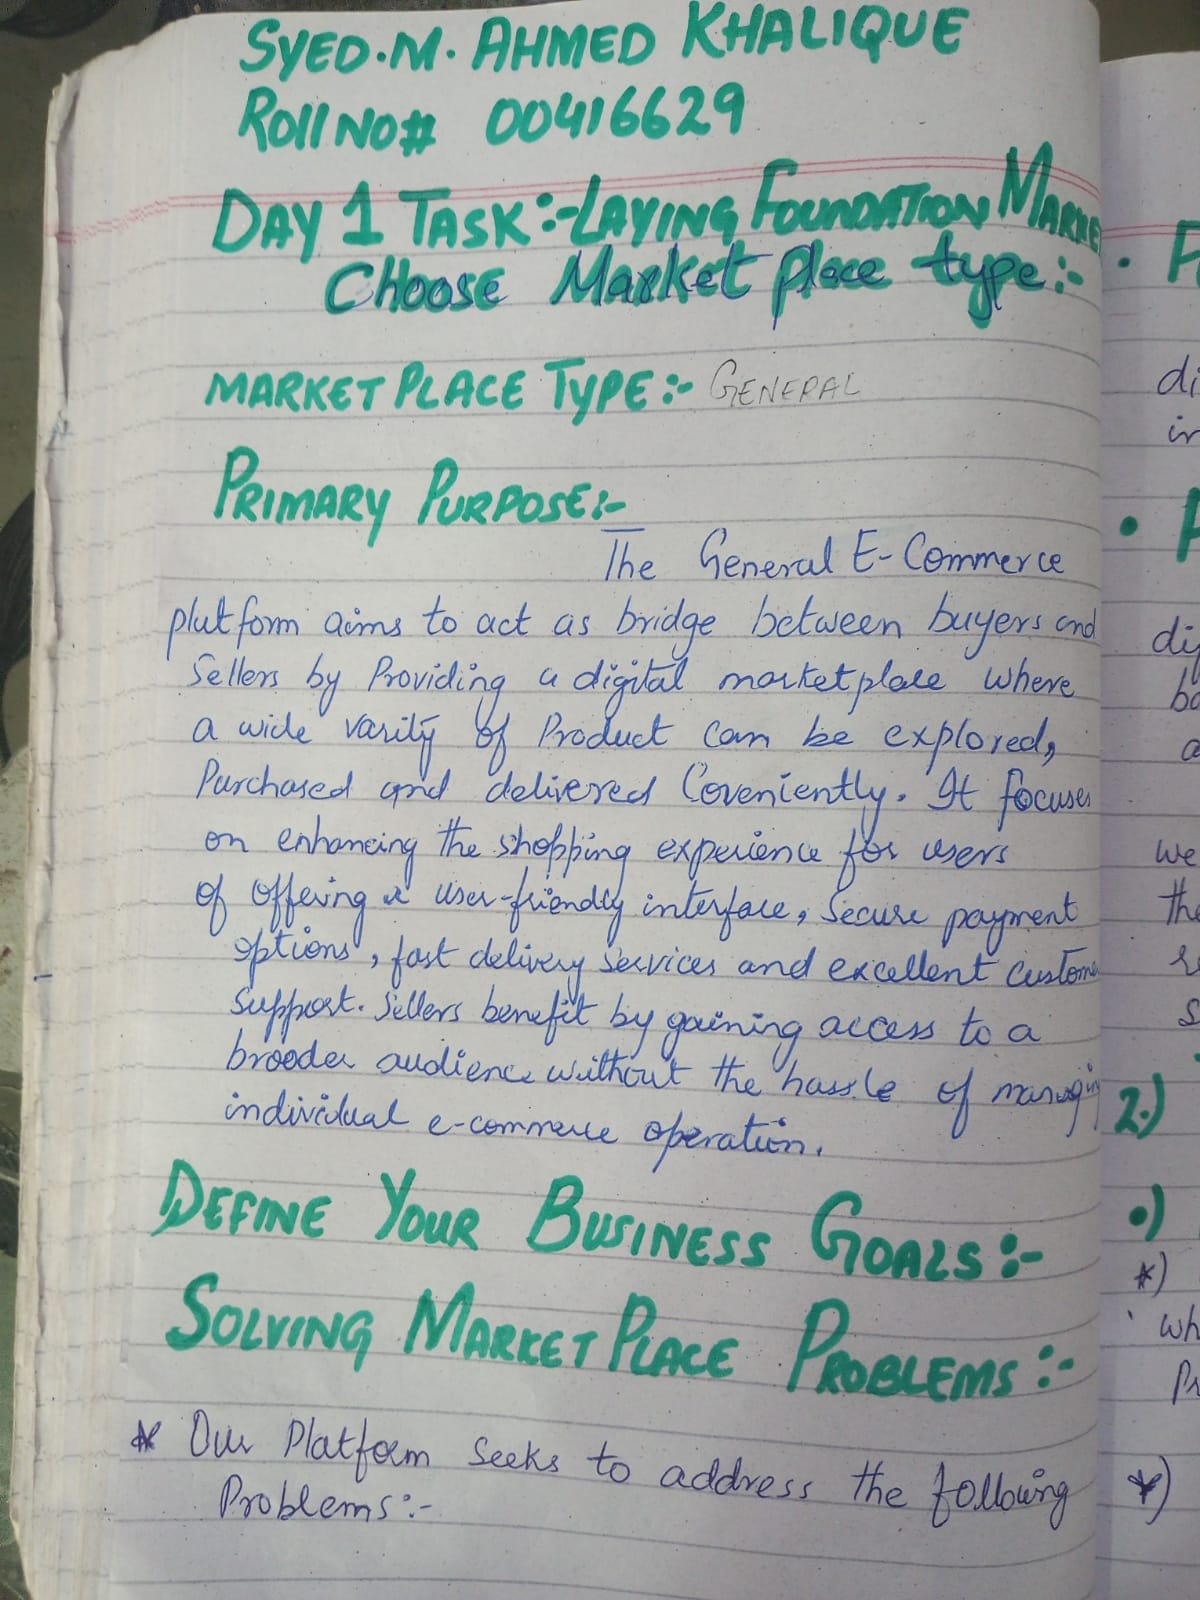 SYED.M. AHMED KHALIQUE
Roll NO# 00416629
DAY 1 TASK:-LAYING FOUNDATION MARKE
CHOOSE Market place type:-
MARKET PLACE TYPE:- GENERAL
PRIMARY PURPOSE:-
The General E-Commerce
platform aims to act as bridge between buyers and
Sellers by Providing a digital marketplace where
a wide varity of Product can be explored,
Purchased and delivered Coveniently. It focuses
on enhancing the shopping experience for users
of offering a user-friendly interface, Secure payment
options, fast delivery services and excellent custome
support. Sellers benefit by gaining access to a
broeder audience without the hassle of managing
individual e-commerce operation.
DEFINE YOUR BUSINESS GOALS:-
SOLVING MARKET PLACE PROBLEMS:-
* Our Platform Seeks to address the following
Problems:-
di
in
di
bo
a
we
the
s
2.)
•)
*)
wh
Pr
*)